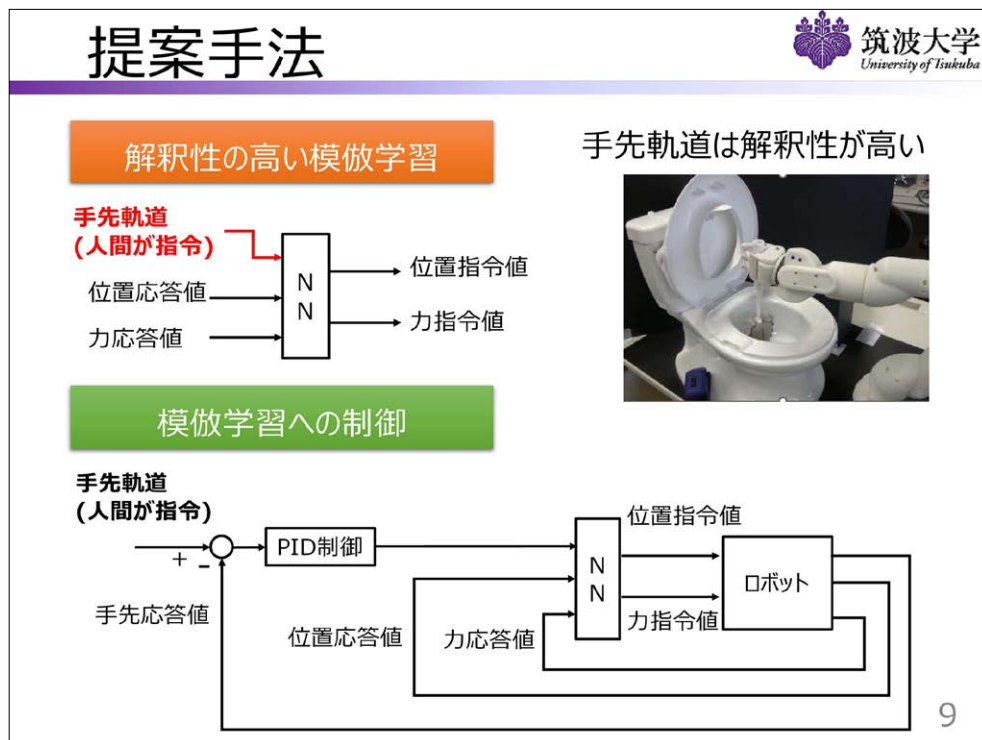 提案手法
筑波大学
University of Tsukuba
解釈性の高い模倣学習
手先軌道は解釈性が高い
手先軌道
(人間が指令)
位置応答値
力応答値
N
N
位置指令値
力指令値
模倣学習への制御
手先軌道
(人間が指令)
+
-
PID制御
手先応答値
位置応答値
力応答値
N
N
位置指令値
力指令値
ロボット
9